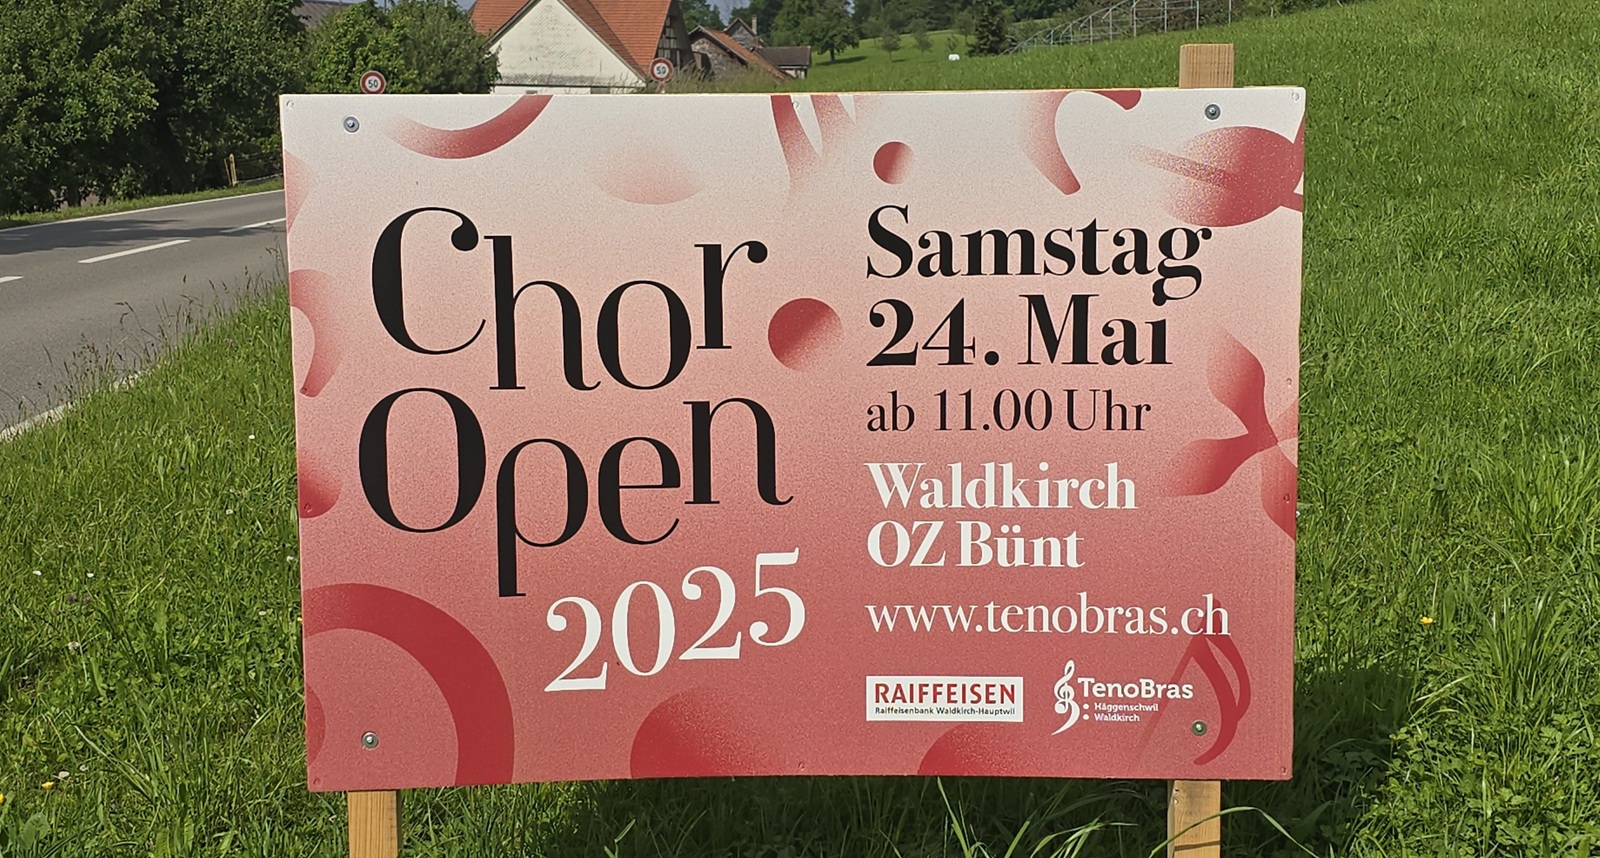 50
50
Chor
Open
2025
Samstag
24. Mai
ab 11.00 Uhr
Waldkirch
OZ Bünt
www.tenobras.ch
RAIFFEISEN
Raiffeisenbank Waldkirch-Hauptwil
TenoBras
Häggenschwil
Waldkirch